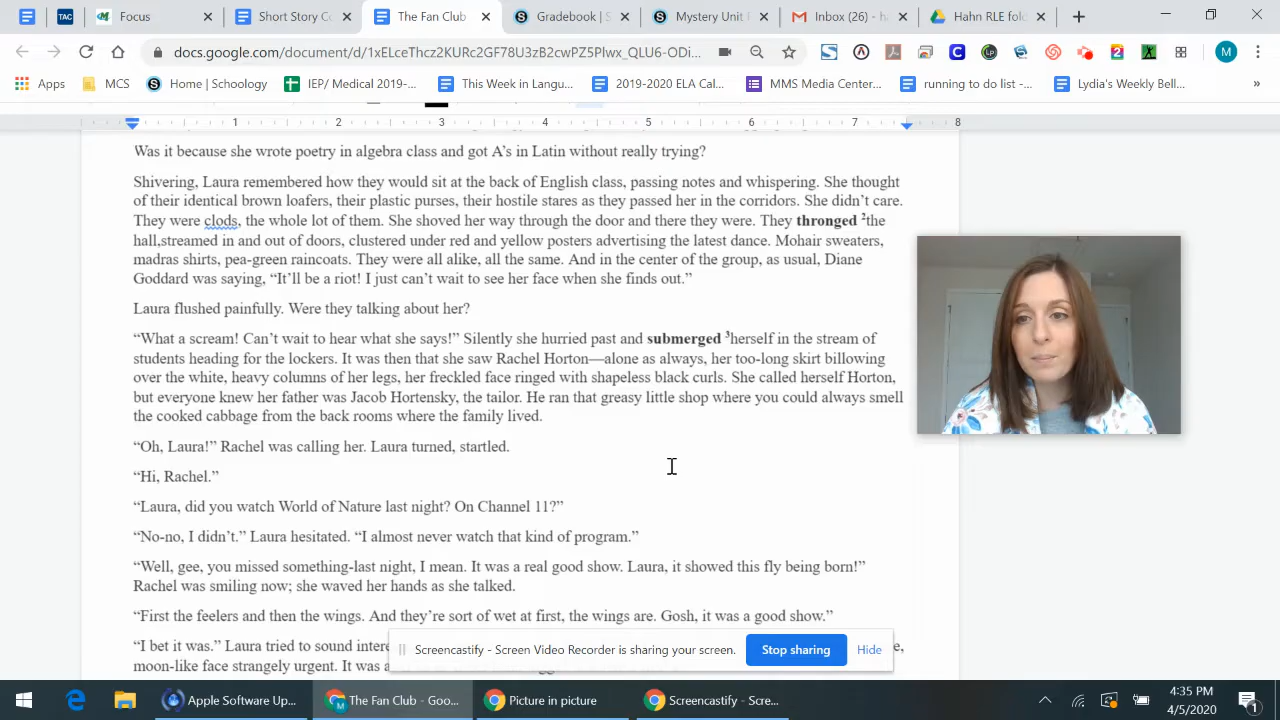 Focus
Short Story Co
The Fan Club
Gradebook | S
Mystery Unit F
Inbox (26) - ha
Hahn RLE fold
docs.google.com/document/d/1xELceThcz2KURc2GF78U3zB2cwPZ5PIwx_QLU6-ODi...
Apps
MCS
Home | Schoology
IEP/ Medical 2019-...
This Week in Langu...
2019-2020 ELA Cal...
MMS Media Center...
running to do list -...
Lydia's Weekly Bell...
1 2 3 4 5 6 7 8
Was it because she wrote poetry in algebra class and got A’s in Latin without really trying?
Shivering, Laura remembered how they would sit at the back of English class, passing notes and whispering. She thought
of their identical brown loafers, their plastic purses, their hostile stares as they passed her in the corridors. She didn’t care.
They were clods, the whole lot of them. She shoved her way through the door and there they were. They thronged ²the
hall,streamed in and out of doors, clustered under red and yellow posters advertising the latest dance. Mohair sweaters,
madras shirts, pea-green raincoats. They were all alike, all the same. And in the center of the group, as usual, Diane
Goddard was saying, “It’ll be a riot! I just can’t wait to see her face when she finds out.”
Laura flushed painfully. Were they talking about her?
“What a scream! Can’t wait to hear what she says!” Silently she hurried past and submerged ³herself in the stream of
students heading for the lockers. It was then that she saw Rachel Horton—alone as always, her too-long skirt billowing
over the white, heavy columns of her legs, her freckled face ringed with shapeless black curls. She called herself Horton,
but everyone knew her father was Jacob Hortensky, the tailor. He ran that greasy little shop where you could always smell
the cooked cabbage from the back rooms where the family lived.
“Oh, Laura!” Rachel was calling her. Laura turned, startled.
“Hi, Rachel.”
“Laura, did you watch World of Nature last night? On Channel 11?”
“No-no, I didn’t.” Laura hesitated. “I almost never watch that kind of program.”
“Well, gee, you missed something-last night, I mean. It was a real good show. Laura, it showed this fly being born!”
Rachel was smiling now; she waved her hands as she talked.
“First the feelers and then the wings. And they’re sort of wet at first, the wings are. Gosh, it was a good show.”
“I bet it was.” Laura tried to sound inter
moon-like face strangely urgent. It was a
Screencastify - Screen Video Recorder is sharing your screen.
Stop sharing
Hide
Apple Software Up...
The Fan Club - Goo...
Picture in picture
Screencastify - Scre...
4:35 PM
4/5/2020